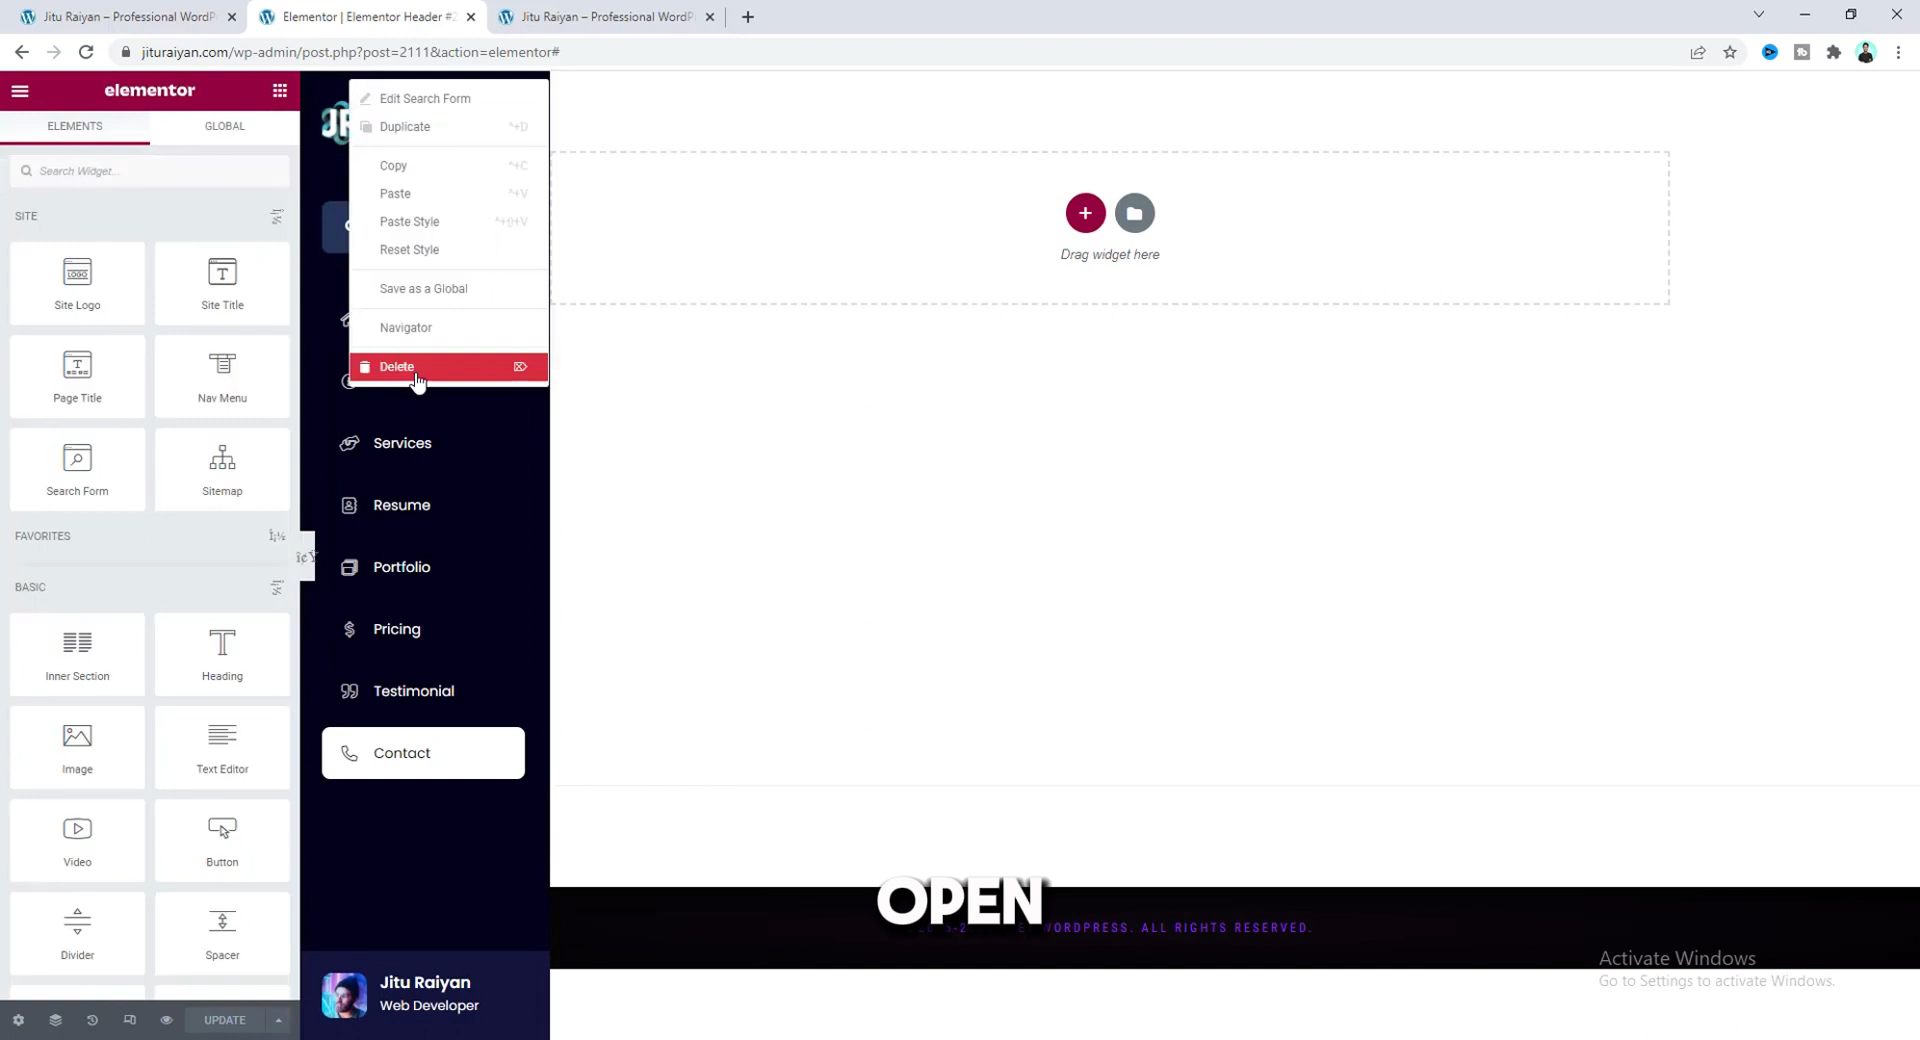 Jitu Raiyan – Professional WordP
Elementor | Elementor Header #2
Jitu Raiyan – Professional WordP
jituraiyan.com/wp-admin/post.php?post=2111&action=elementor#
elementor
ELEMENTS
GLOBAL
Search Widget...
SITE
Site Logo
Site Title
Page Title
Nav Menu
Search Form
Sitemap
FAVORITES
BASIC
Inner Section
Heading
Image
Text Editor
Video
Button
Divider
Spacer
UPDATE
Edit Search Form
Duplicate ^+D
Copy ^+C
Paste ^+V
Paste Style
Reset Style
Save as a Global
Navigator
Delete
Services
Resume
Portfolio
Pricing
Testimonial
Contact
Jitu Raiyan
Web Developer
Drag widget here
OPEN
WORDPRESS. ALL RIGHTS RESERVED.
Activate Windows
Go to Settings to activate Windows.